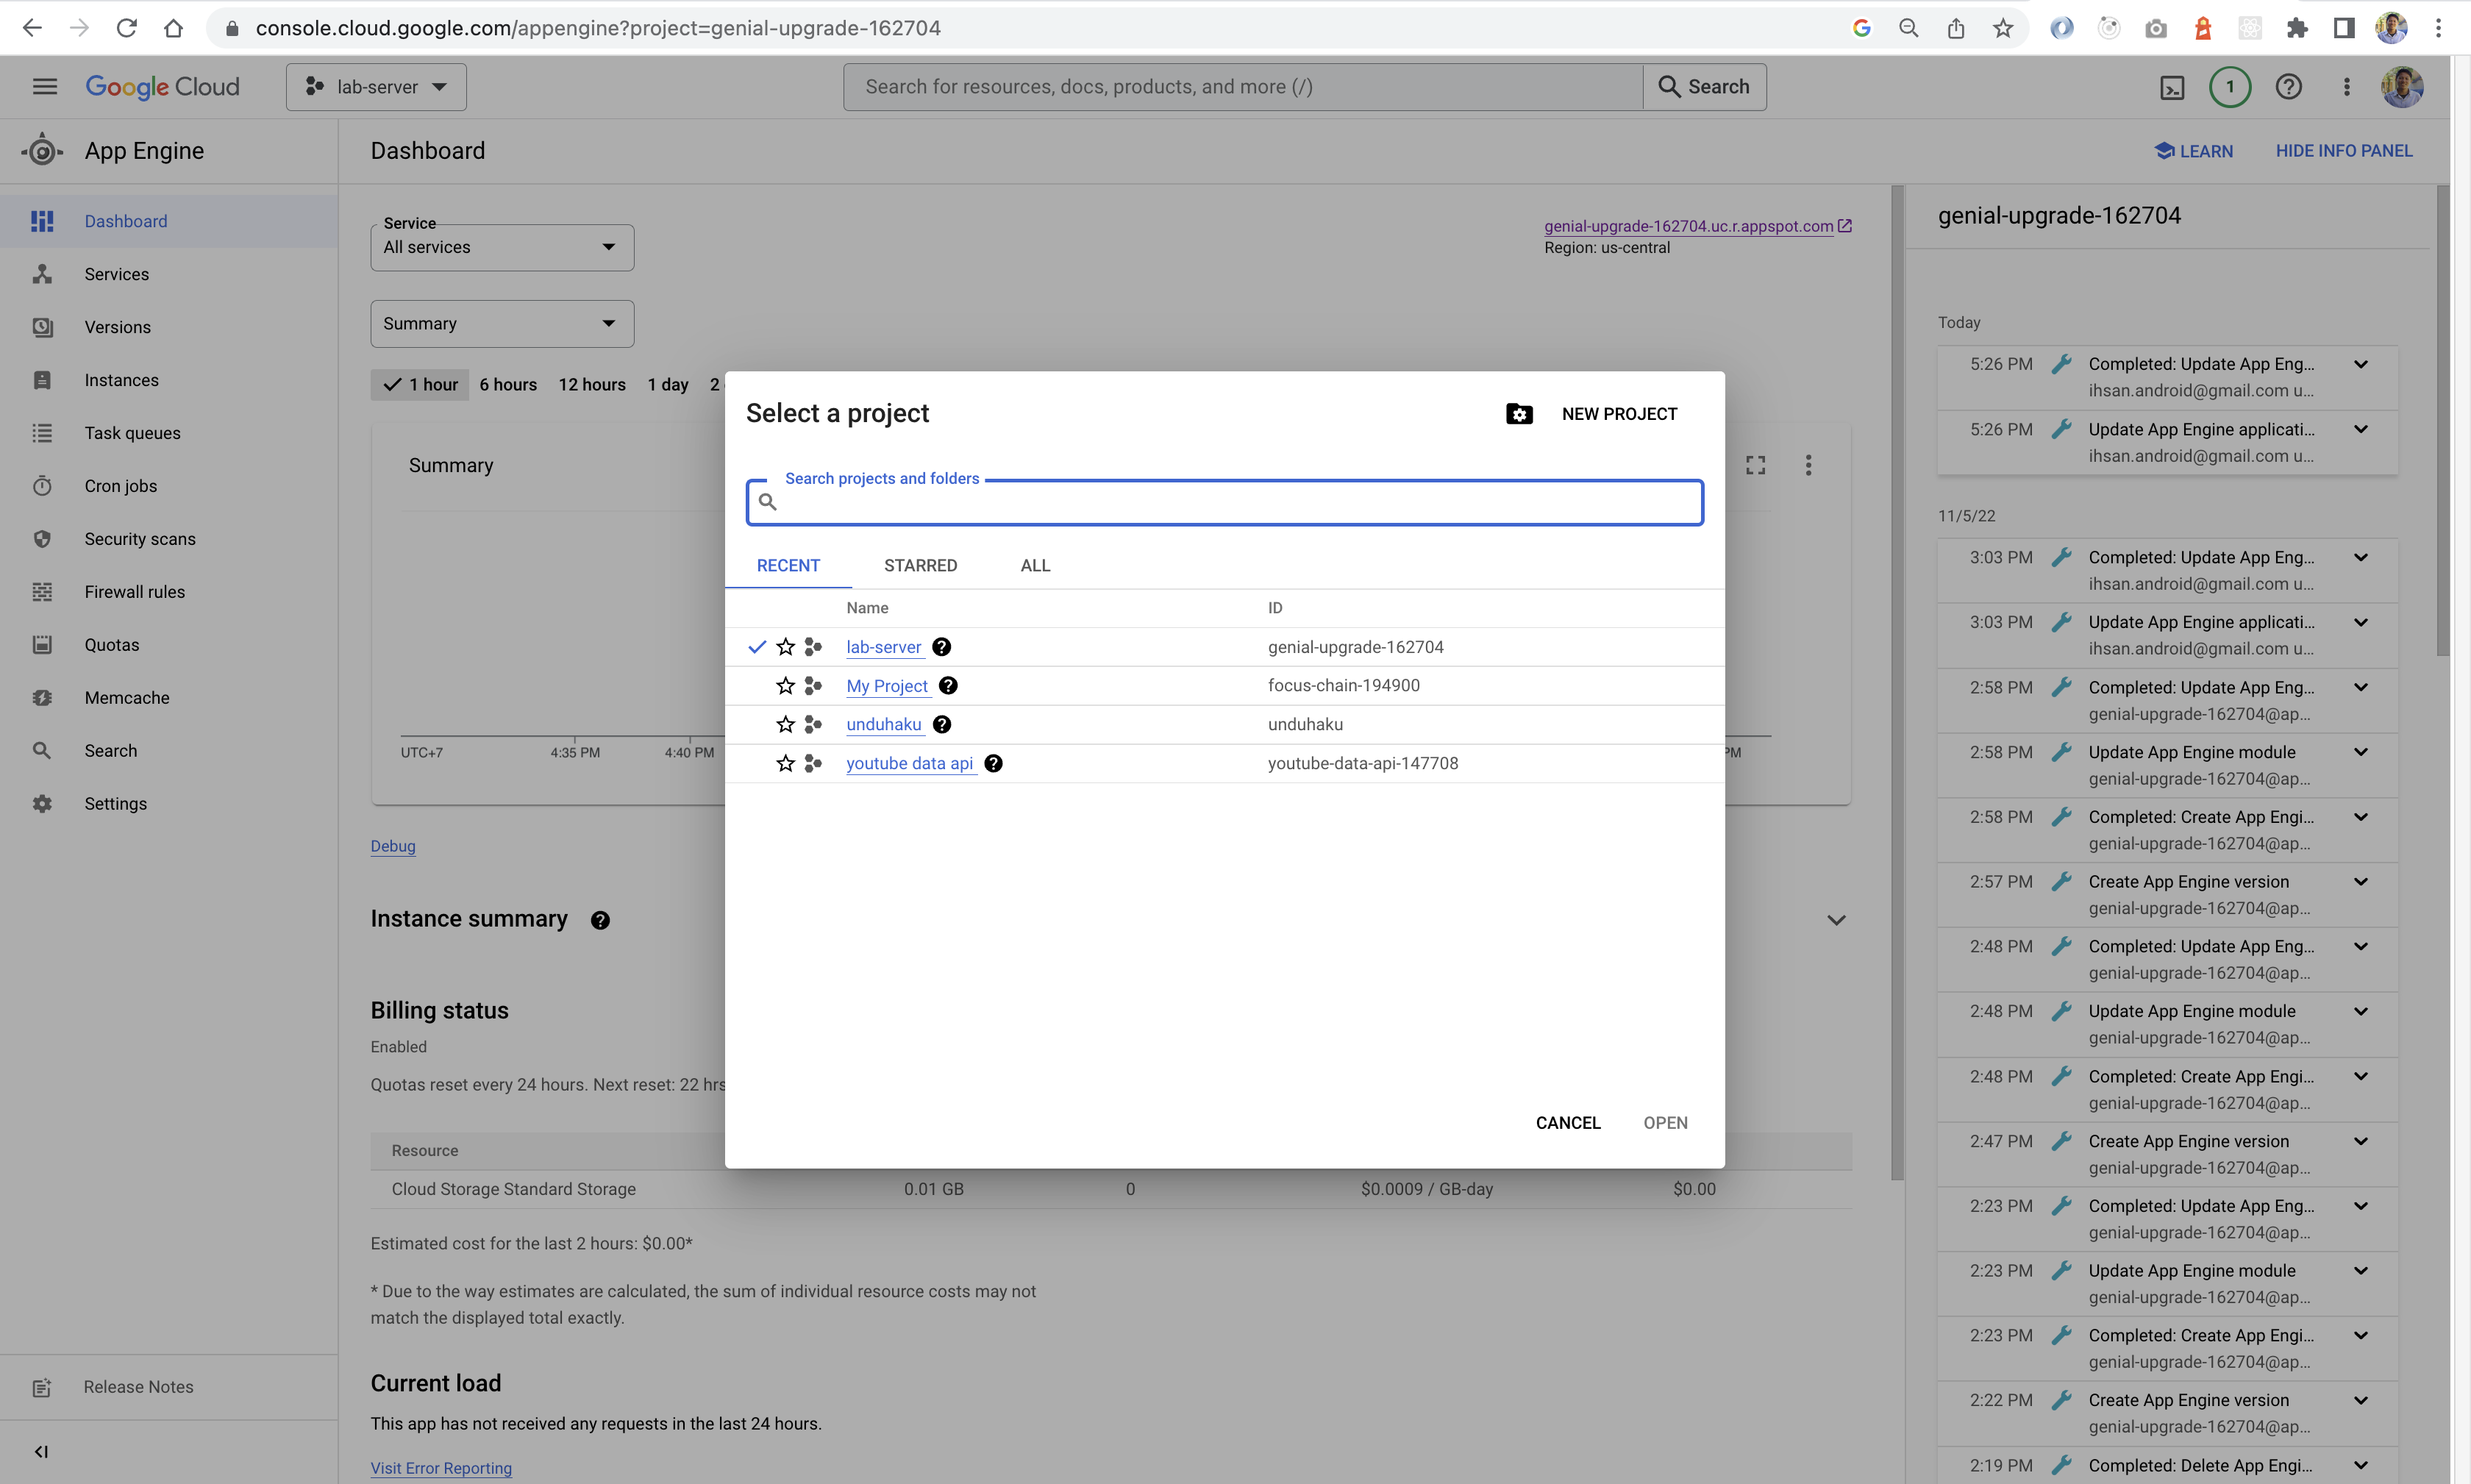 console.cloud.google.com/appengine?project=genial-upgrade-162704
Google Cloud
lab-server
Search for resources, docs, products, and more (/)
Search
1
App Engine
Dashboard
LEARN
HIDE INFO PANEL
Dashboard
Services
Versions
Instances
Task queues
Cron jobs
Security scans
Firewall rules
Quotas
Memcache
Search
Settings
Release Notes
Service
All services
genial-upgrade-162704.uc.r.appspot.com
Region: us-central
Summary
1 hour 6 hours 12 hours 1 day 2
Summary
UTC+7 4:35 PM 4:40 PM PM
Debug
Instance summary
Billing status
Enabled
Quotas reset every 24 hours. Next reset: 22 hrs
Resource
Cloud Storage Standard Storage 0.01 GB 0 $0.0009 / GB-day $0.00
Estimated cost for the last 2 hours: $0.00*
* Due to the way estimates are calculated, the sum of individual resource costs may not
match the displayed total exactly.
Current load
This app has not received any requests in the last 24 hours.
Visit Error Reporting
Select a project
NEW PROJECT
Search projects and folders
RECENT STARRED ALL
Name ID
lab-server genial-upgrade-162704
My Project focus-chain-194900
unduhaku unduhaku
youtube data api youtube-data-api-147708
CANCEL OPEN
genial-upgrade-162704
Today
5:26 PM Completed: Update App Eng...
ihsan.android@gmail.com u...
5:26 PM Update App Engine applicati...
ihsan.android@gmail.com u...
11/5/22
3:03 PM Completed: Update App Eng...
ihsan.android@gmail.com u...
3:03 PM Update App Engine applicati...
ihsan.android@gmail.com u...
2:58 PM Completed: Update App Eng...
genial-upgrade-162704@ap...
2:58 PM Update App Engine module
genial-upgrade-162704@ap...
2:58 PM Completed: Create App Engi...
genial-upgrade-162704@ap...
2:57 PM Create App Engine version
genial-upgrade-162704@ap...
2:48 PM Completed: Update App Eng...
genial-upgrade-162704@ap...
2:48 PM Update App Engine module
genial-upgrade-162704@ap...
2:48 PM Completed: Create App Engi...
genial-upgrade-162704@ap...
2:47 PM Create App Engine version
genial-upgrade-162704@ap...
2:23 PM Completed: Update App Eng...
genial-upgrade-162704@ap...
2:23 PM Update App Engine module
genial-upgrade-162704@ap...
2:23 PM Completed: Create App Engi...
genial-upgrade-162704@ap...
2:22 PM Create App Engine version
genial-upgrade-162704@ap...
2:19 PM Completed: Delete App Engi...